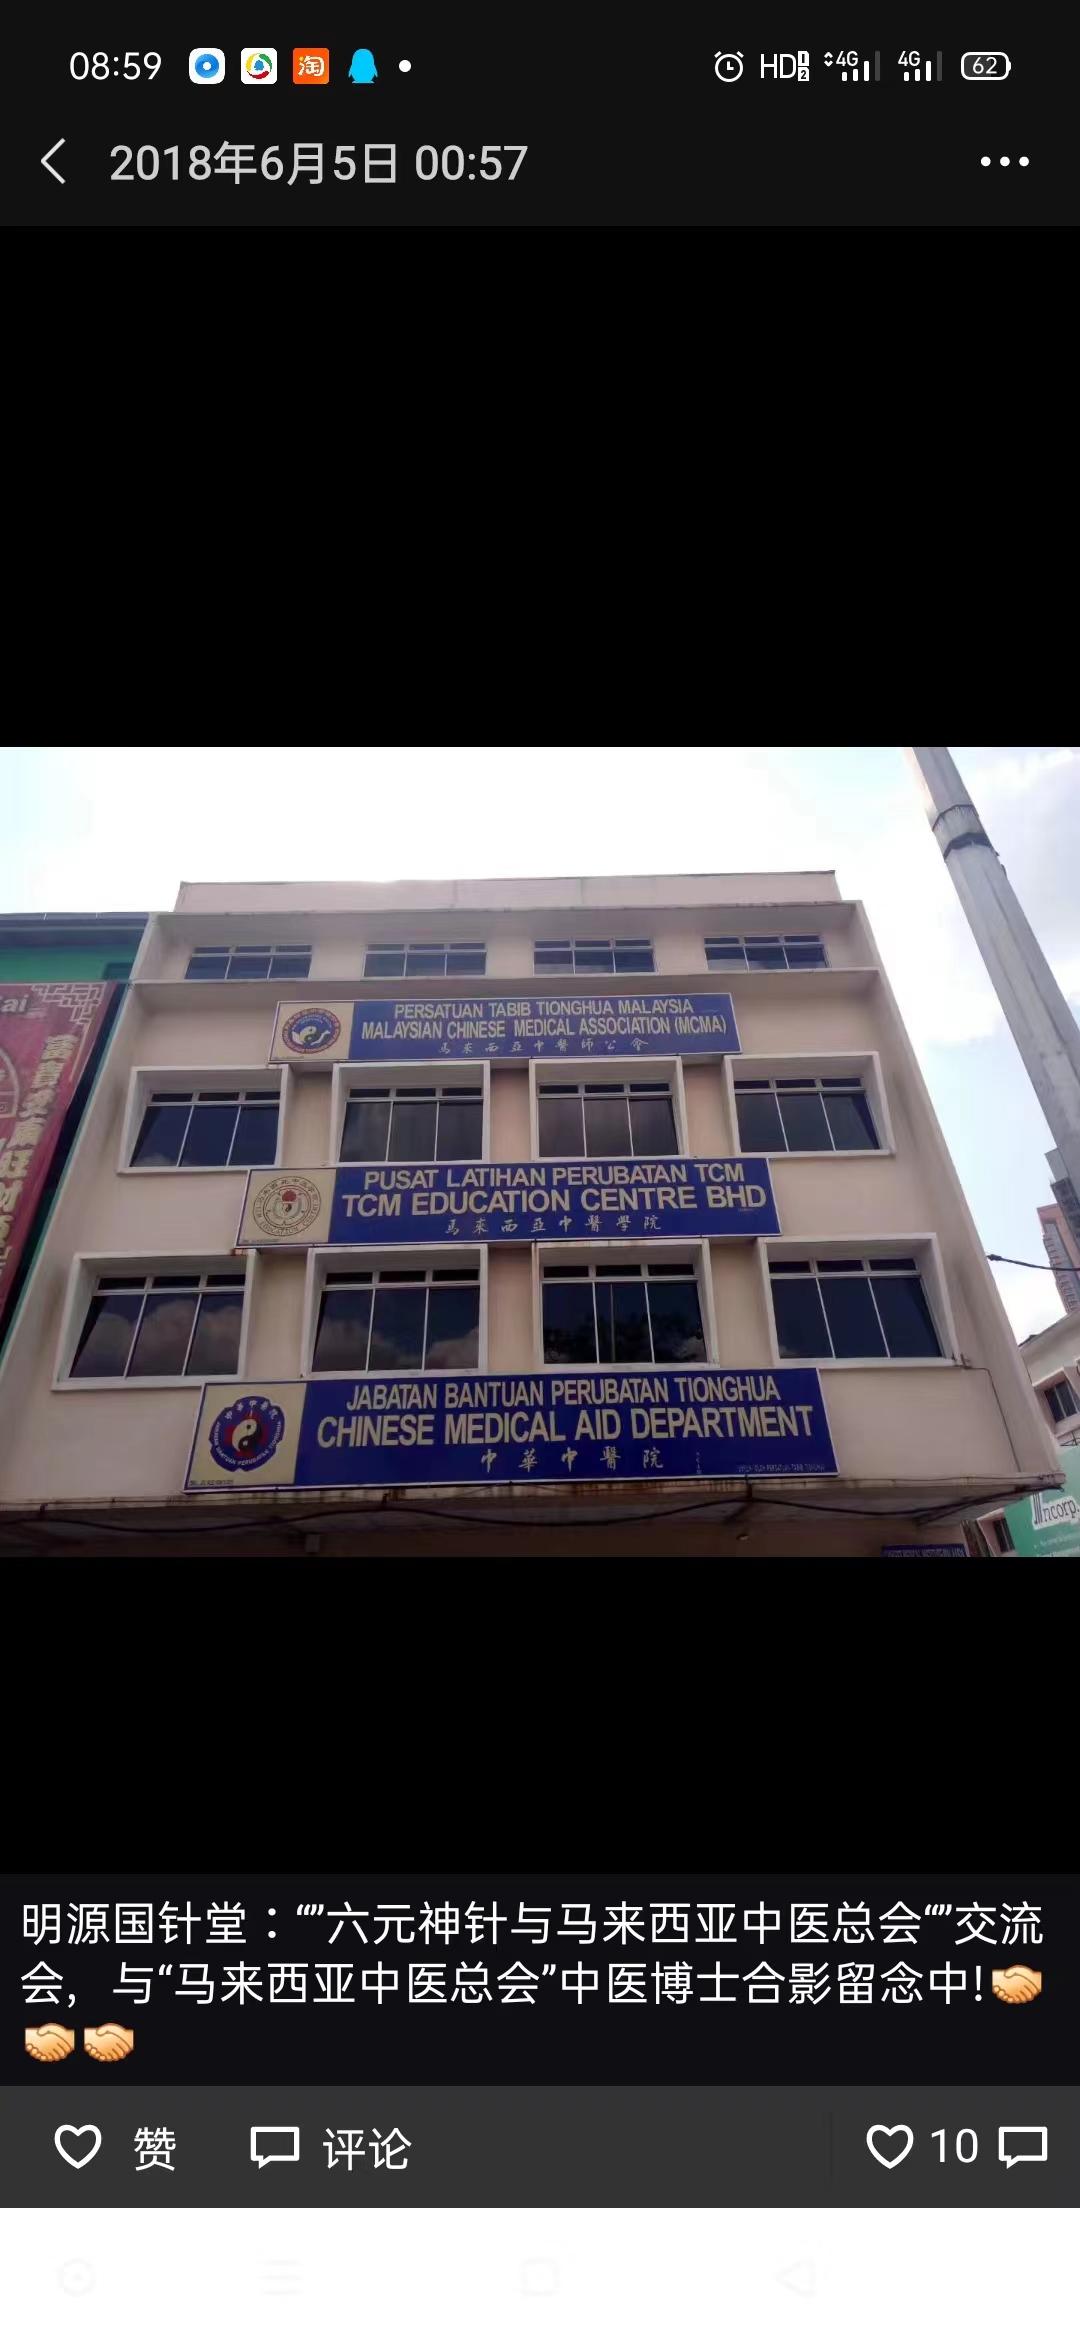 08:59 淘 HD 4G 4G 62
2018年6月5日 00:57
PERSATUAN TABIB TIONGHUA MALAYSIA
MALAYSIAN CHINESE MEDICAL ASSOCIATION (MCMA)
馬來西亞中醫師公會
PUSAT LATIHAN PERUBATAN TCM
TCM EDUCATION CENTRE BHD
馬來西亞中醫學院
JABATAN BANTUAN PERUBATAN TIONGHUA
CHINESE MEDICAL AID DEPARTMENT
中華中醫院
ncorp.
明源国针堂：“”六元神针与马来西亚中医总会“”交流
会，与“马来西亚中医总会”中医博士合影留念中!🤝
🤝🤝
赞 评论 10